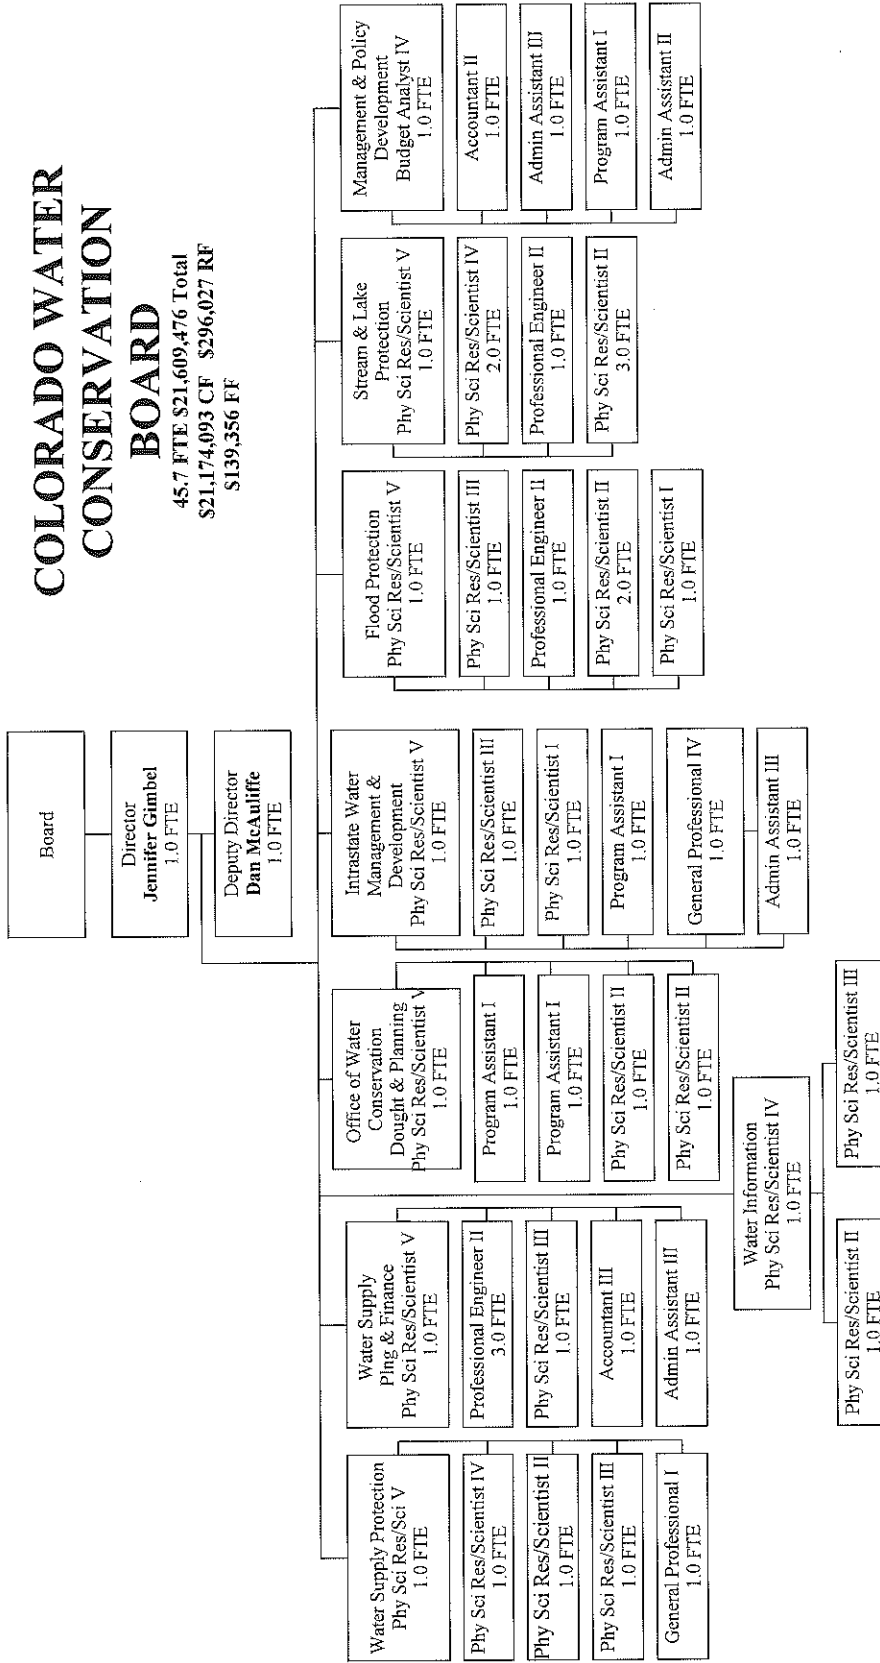 COLORADO WATER
CONSERVATION
BOARD
45.7 FTE $21,609,476 Total
$21,174,093 CF $296,027 RF
$139,356 FF
Board
Director
Jennifer Gimbel
1.0 FTE
Deputy Director
Dan McAuliffe
1.0 FTE
Water Supply Protection
Phy Sci Res/Sci V
1.0 FTE
Phy Sci Res/Scientist IV
1.0 FTE
Phy Sci Res/Scientist II
1.0 FTE
Phy Sci Res/Scientist III
1.0 FTE
General Professional I
1.0 FTE
Water Supply
Plng & Finance
Phy Sci Res/Scientist V
1.0 FTE
Professional Engineer II
3.0 FTE
Phy Sci Res/Scientist III
1.0 FTE
Accountant III
1.0 FTE
Admin Assistant III
1.0 FTE
Water Information
Phy Sci Res/Scientist IV
1.0 FTE
Phy Sci Res/Scientist II
1.0 FTE
Phy Sci Res/Scientist III
1.0 FTE
Office of Water
Conservation
Dought & Planning
Phy Sci Res/Scientist V
1.0 FTE
Program Assistant I
1.0 FTE
Program Assistant I
1.0 FTE
Phy Sci Res/Scientist II
1.0 FTE
Phy Sci Res/Scientist II
1.0 FTE
Intrastate Water
Management &
Development
Phy Sci Res/Scientist V
1.0 FTE
Phy Sci Res/Scientist III
1.0 FTE
Phy Sci Res/Scientist I
1.0 FTE
Program Assistant I
1.0 FTE
General Professional IV
1.0 FTE
Admin Assistant III
1.0 FTE
Flood Protection
Phy Sci Res/Scientist V
1.0 FTE
Phy Sci Res/Scientist III
1.0 FTE
Professional Engineer II
1.0 FTE
Phy Sci Res/Scientist II
2.0 FTE
Phy Sci Res/Scientist I
1.0 FTE
Stream & Lake
Protection
Phy Sci Res/Scientist V
1.0 FTE
Phy Sci Res/Scientist IV
2.0 FTE
Professional Engineer II
1.0 FTE
Phy Sci Res/Scientist II
3.0 FTE
Management & Policy
Development
Budget Analyst IV
1.0 FTE
Accountant II
1.0 FTE
Admin Assistant III
1.0 FTE
Program Assistant I
1.0 FTE
Admin Assistant II
1.0 FTE